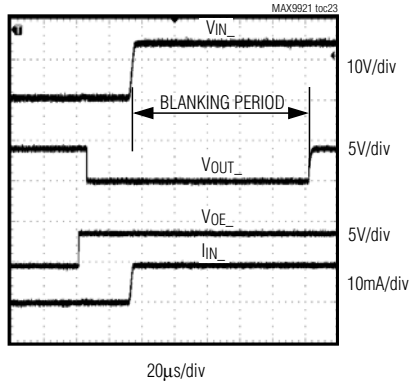 MAX9921 toc23
VIN_
10V/div
BLANKING PERIOD
5V/div
VOUT_
VOE_
5V/div
IIN_
10mA/div
20µs/div